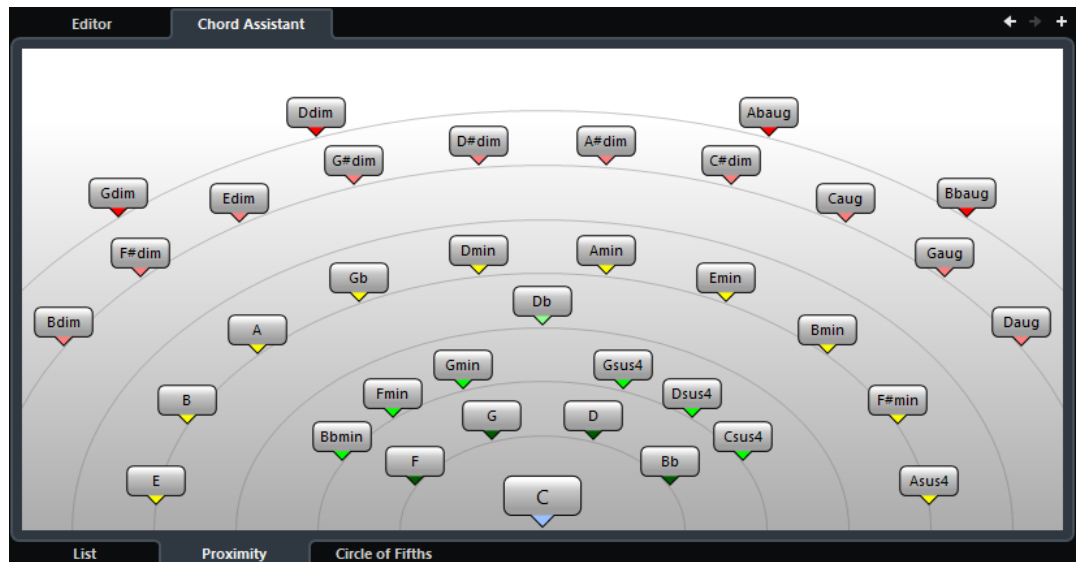 Editor
Chord Assistant
Ddim
Abaug
D#dim
A#dim
G#dim
C#dim
Gdim
Edim
Caug
Bbaug
F#dim
Dmin
Amin
Gaug
Gb
Emin
Db
Bdim
A
Bmin
Daug
Gmin
Gsus4
Fmin
Dsus4
B
F#min
G
D
Bbmin
Csus4
F
Bb
E
Asus4
C
List
Proximity
Circle of Fifths